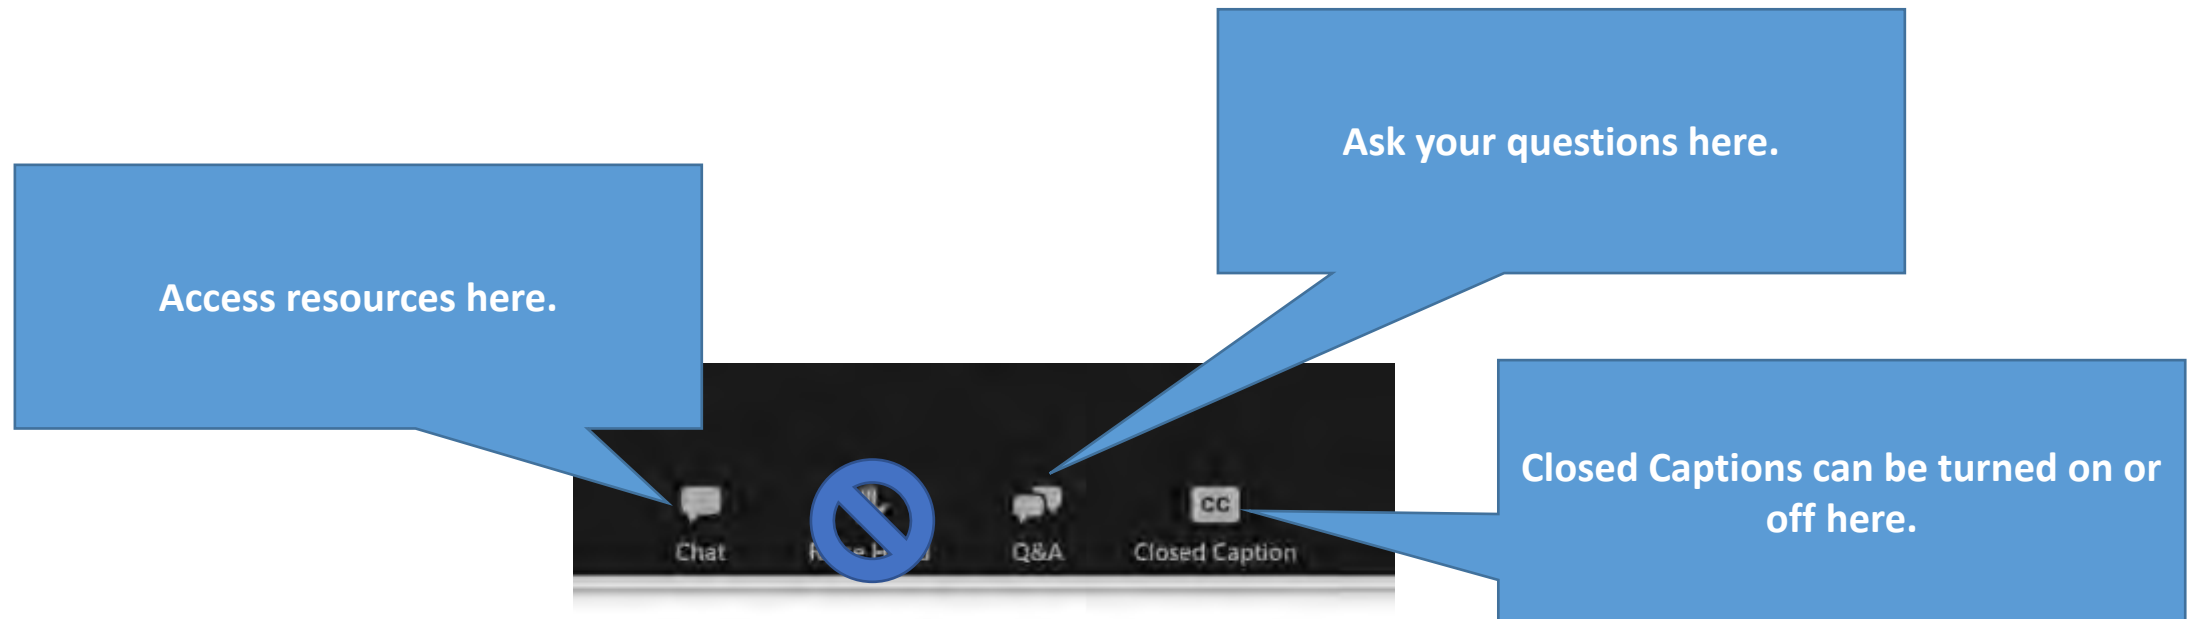 Ask your questions here.
Access resources here.
Closed Captions can be turned on or
off here.
CC
Chat
Q&A
Closed Caption